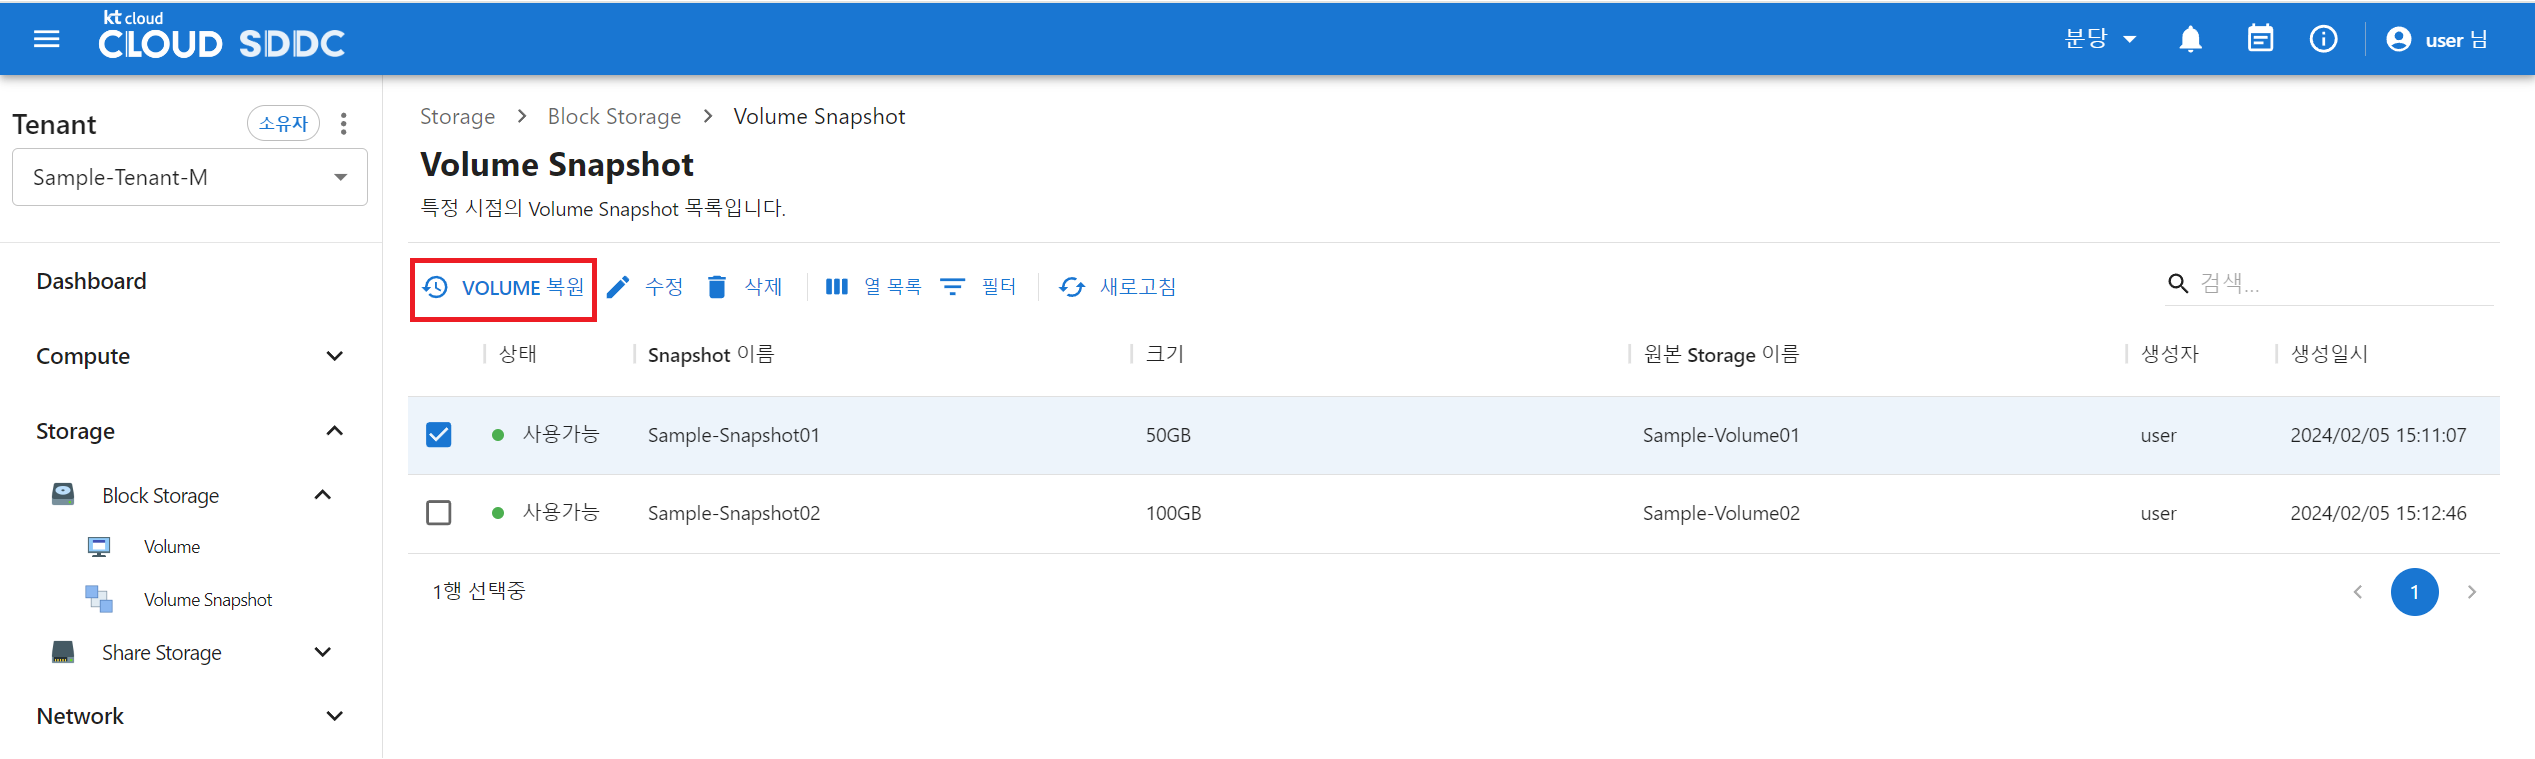 kt cloud
CLOUD SDDC
분당
user 님
Tenant
소유자
Sample-Tenant-M
Dashboard
Compute
Storage
Block Storage
Volume
Volume Snapshot
Share Storage
Network
Storage > Block Storage > Volume Snapshot
Volume Snapshot
특정 시점의 Volume Snapshot 목록입니다.
VOLUME 복원 수정 삭제 열 목록 필터 새로고침
검색...
상태 Snapshot 이름 크기 원본 Storage 이름 생성자 생성일시
사용가능 Sample-Snapshot01 50GB Sample-Volume01 user 2024/02/05 15:11:07
사용가능 Sample-Snapshot02 100GB Sample-Volume02 user 2024/02/05 15:12:46
1행 선택중
1